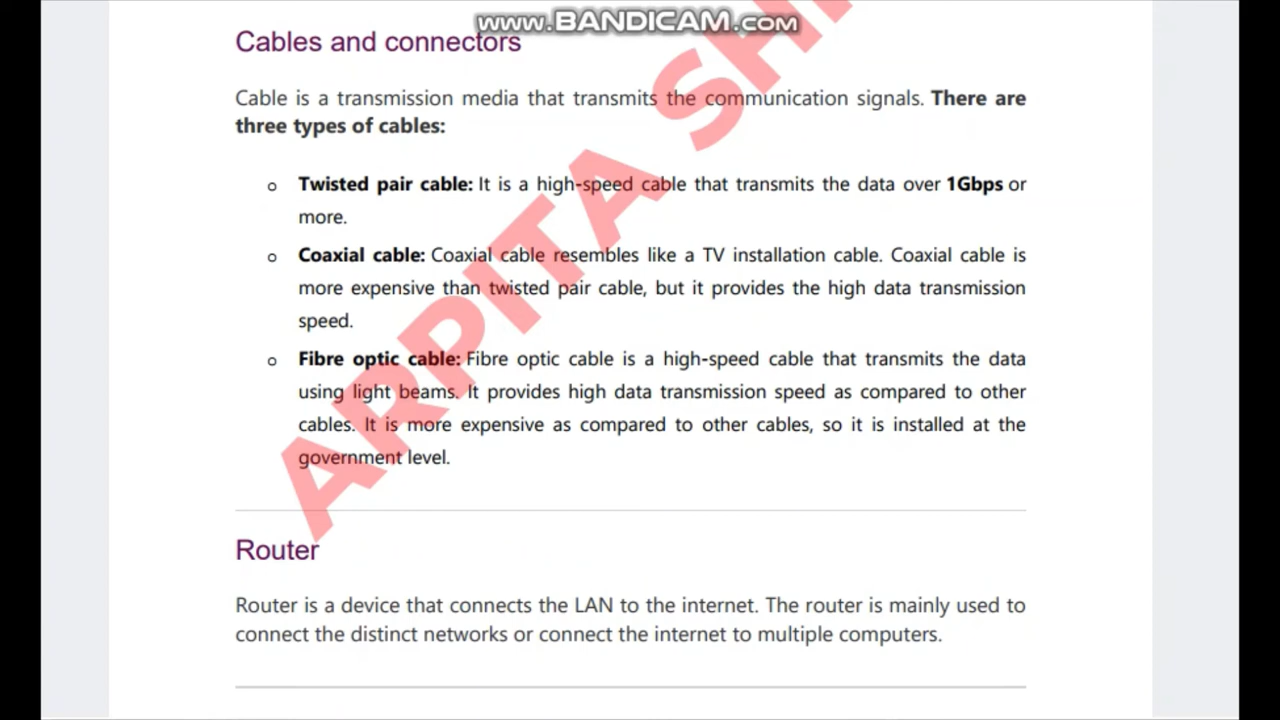 www.BANDICAM.com
Cables and connectors
Cable is a transmission media that transmits the communication signals. There are
three types of cables:
o Twisted pair cable: It is a high-speed cable that transmits the data over 1Gbps or
more.
o Coaxial cable: Coaxial cable resembles like a TV installation cable. Coaxial cable is
more expensive than twisted pair cable, but it provides the high data transmission
speed.
o Fibre optic cable: Fibre optic cable is a high-speed cable that transmits the data
using light beams. It provides high data transmission speed as compared to other
cables. It is more expensive as compared to other cables, so it is installed at the
government level.
Router
Router is a device that connects the LAN to the internet. The router is mainly used to
connect the distinct networks or connect the internet to multiple computers.
ARPITA SHI